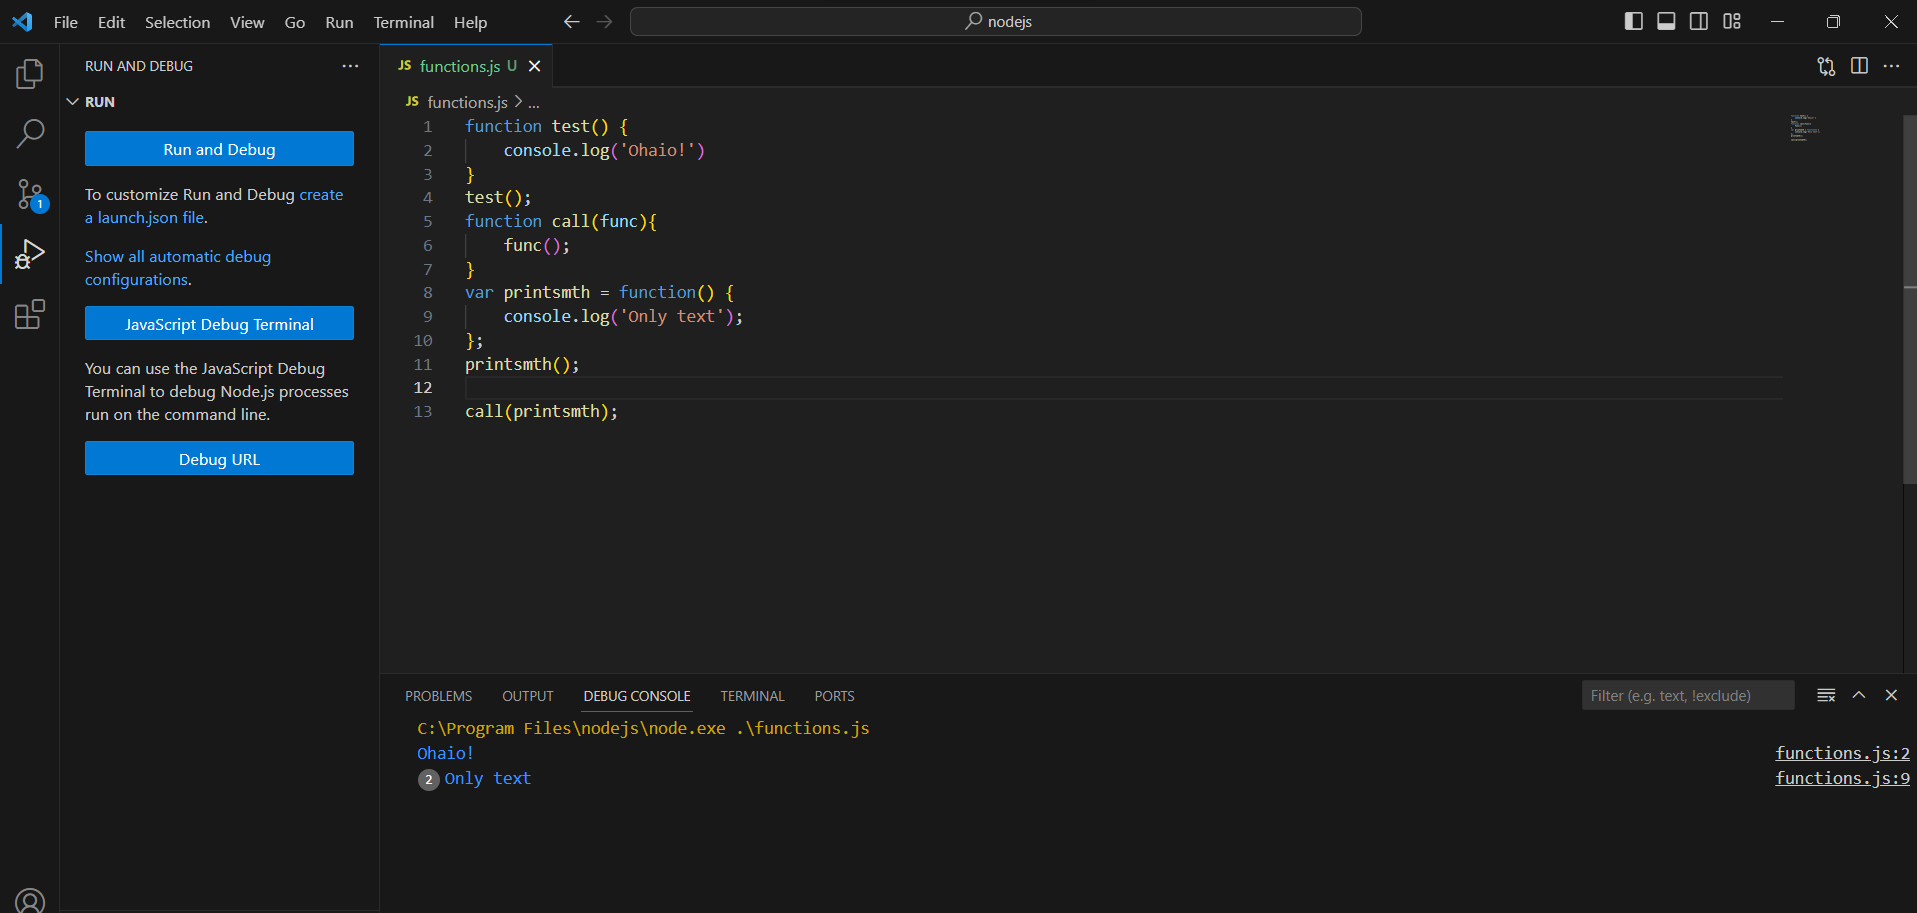 File Edit Selection View Go Run Terminal Help nodejs
RUN AND DEBUG ...
RUN
Run and Debug
To customize Run and Debug create
a launch.json file.
Show all automatic debug
configurations.
JavaScript Debug Terminal
You can use the JavaScript Debug
Terminal to debug Node.js processes
run on the command line.
Debug URL
1
JS functions.js U
JS functions.js > ...
1 function test() {
2     console.log('Ohaio!')
3 }
4 test();
5 function call(func){
6     func();
7 }
8 var printsmth = function() {
9     console.log('Only text');
10 };
11 printsmth();
12
13 call(printsmth);
PROBLEMS OUTPUT DEBUG CONSOLE TERMINAL PORTS Filter (e.g. text, !exclude)
C:\Program Files\nodejs\node.exe .\functions.js
Ohaio! functions.js:2
2 Only text functions.js:9